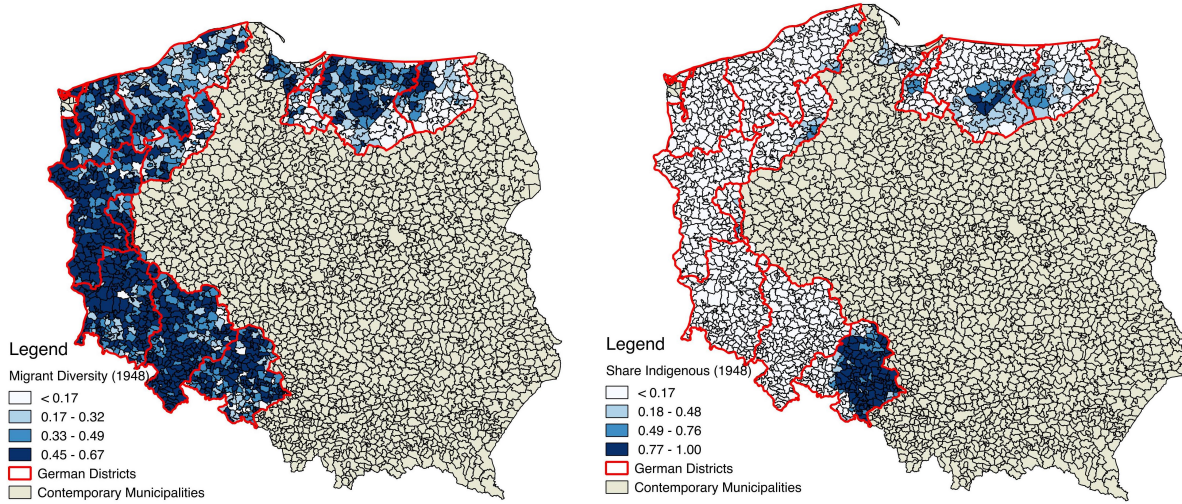 Legend
Migrant Diversity (1948)
< 0.17
0.17 - 0.32
0.33 - 0.49
0.45 - 0.67
German Districts
Contemporary Municipalities
Legend
Share Indigenous (1948)
< 0.17
0.18 - 0.48
0.49 - 0.76
0.77 - 1.00
German Districts
Contemporary Municipalities